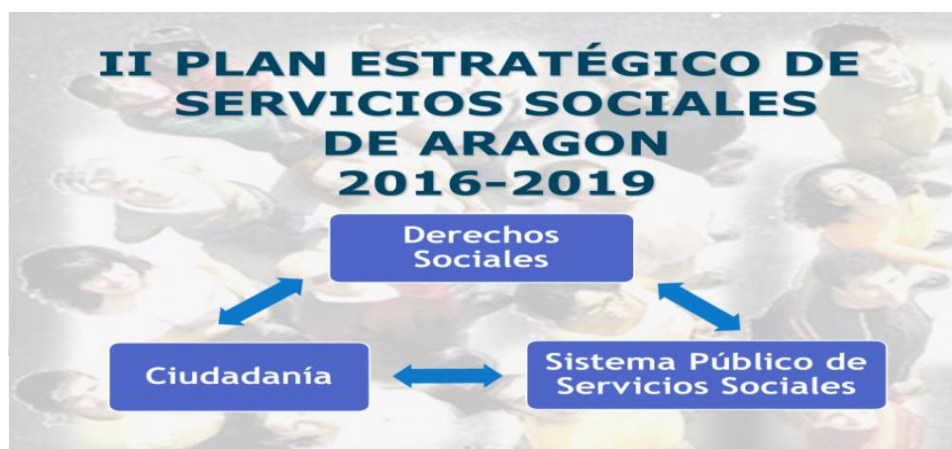 II PLAN ESTRATÉGICO DE
SERVICIOS SOCIALES
DE ARAGON
2016-2019
Derechos
Sociales
Ciudadanía
Sistema Público de
Servicios Sociales